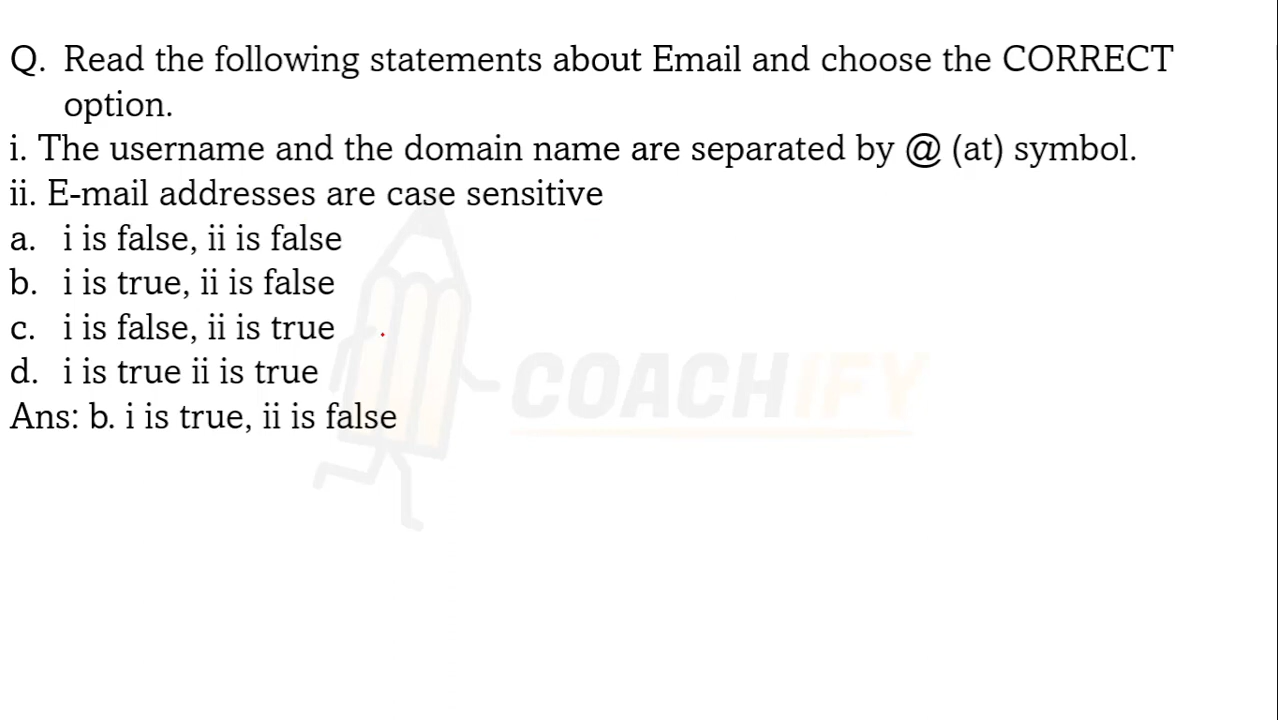 Q. Read the following statements about Email and choose the CORRECT
option.
i. The username and the domain name are separated by @ (at) symbol.
ii. E-mail addresses are case sensitive
a. i is false, ii is false
b. i is true, ii is false
c. i is false, ii is true
d. i is true ii is true
COACHIFY
Ans: b. i is true, ii is false